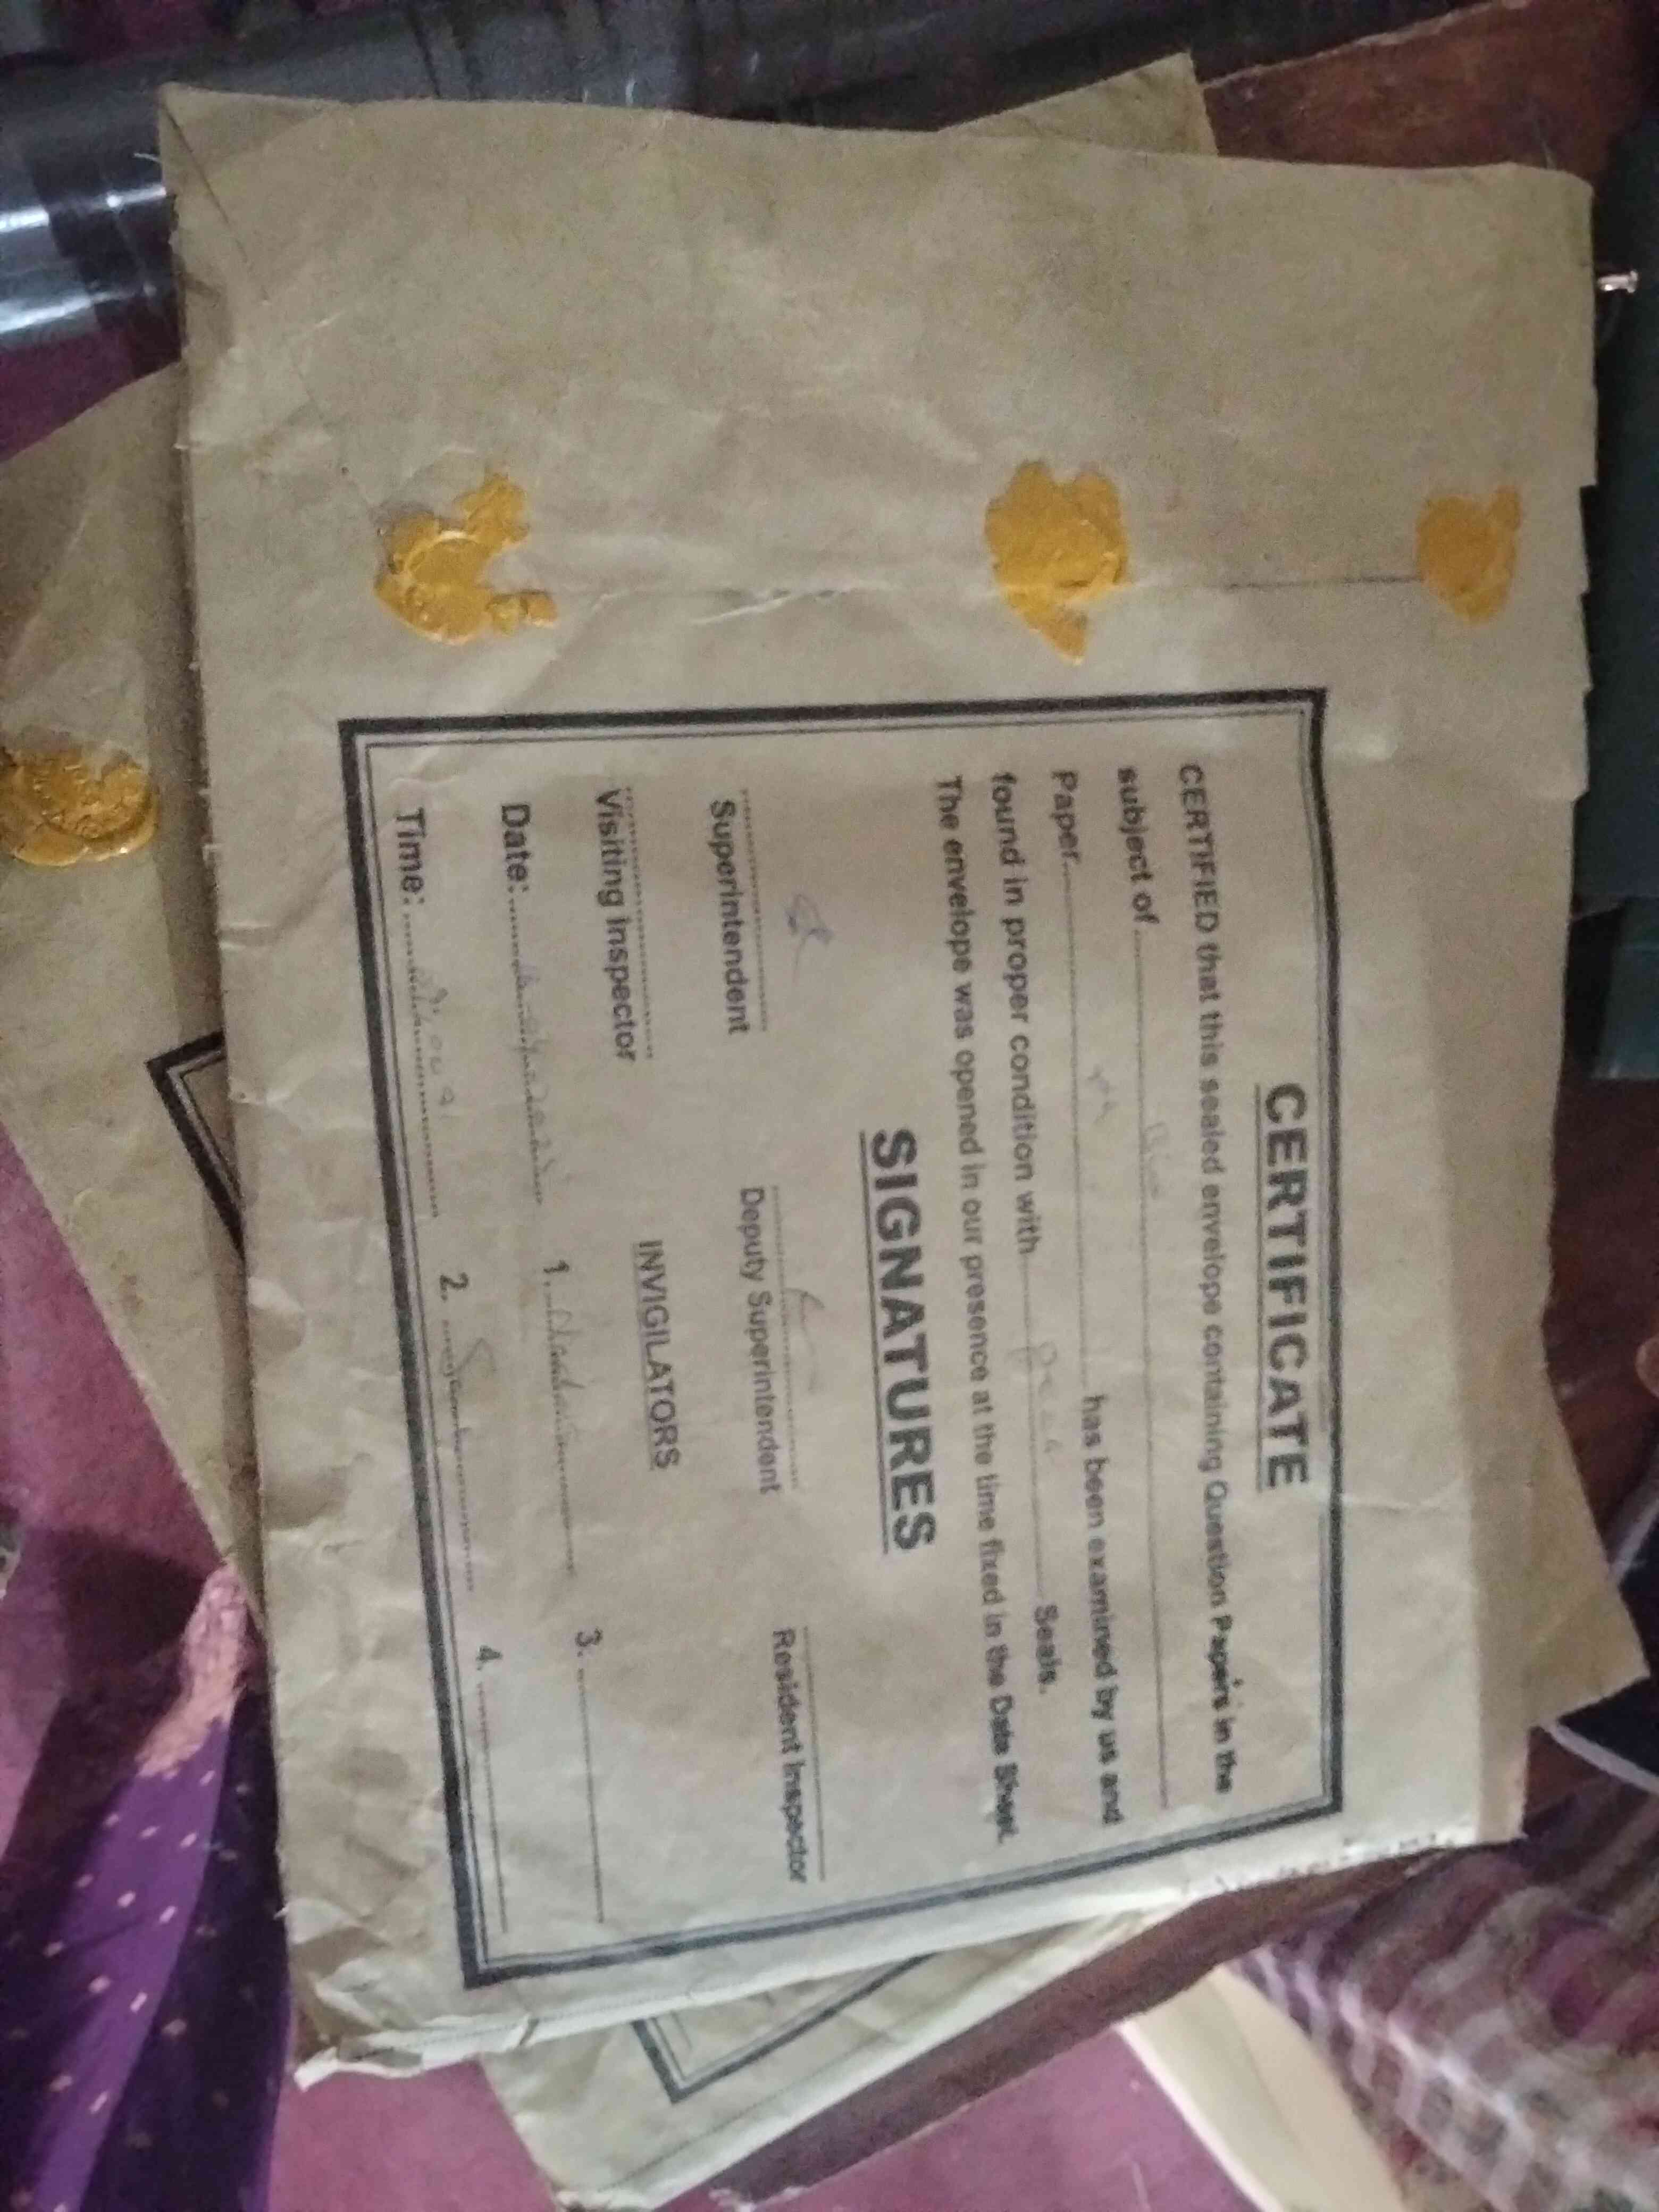 CERTIFICATE
CERTIFIED that this sealed envelope containing Question Papers in the
subject of
Paper has been examined by us and
found in proper condition with Seals.
The envelope was opened in our presence at the time fixed in the Date Sheet.
SIGNATURES
Superintendent Deputy Superintendent Resident Inspector
Visiting Inspector INVIGILATORS
Date: 1. 3.
Time: 2. 4.